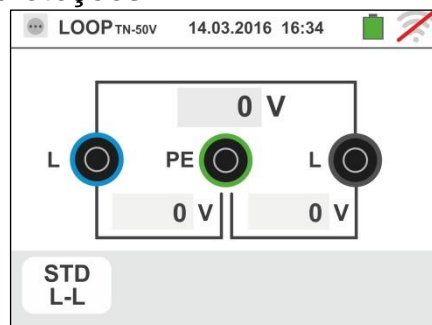 LOOP TN-50V 14.03.2016 16:34
0 V
L PE L
0 V 0 V
STD
L-L